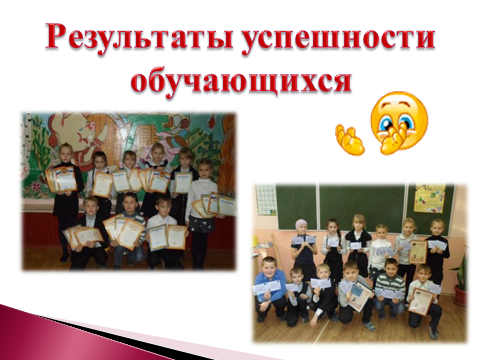 Результаты успешности
обучающихся